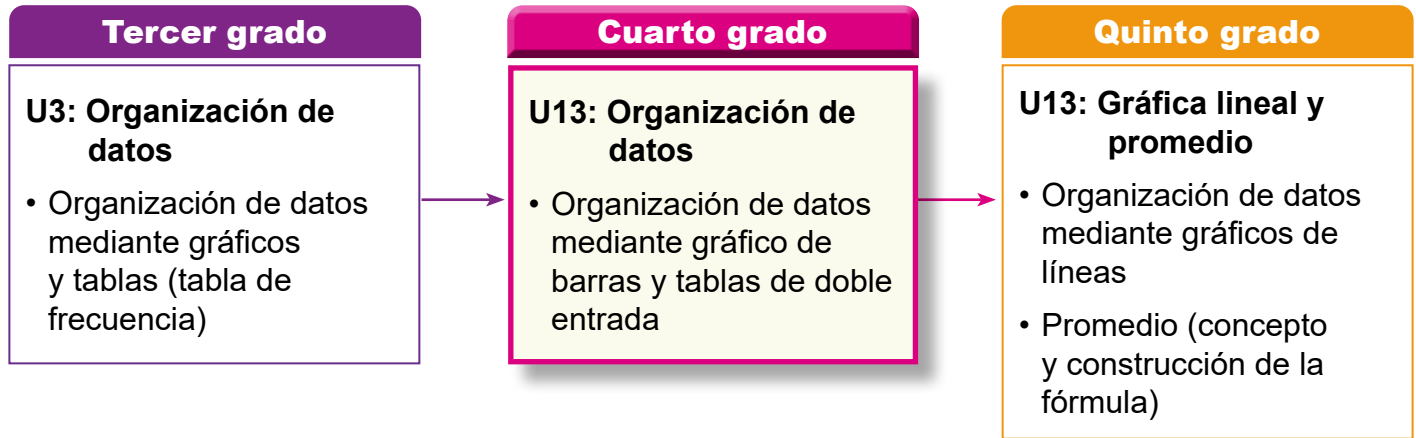 Tercer grado
U3: Organización de
datos
• Organización de datos
mediante gráficos
y tablas (tabla de
frecuencia)
Cuarto grado
U13: Organización de
datos
• Organización de datos
mediante gráfico de
barras y tablas de doble
entrada
Quinto grado
U13: Gráfica lineal y
promedio
• Organización de datos
mediante gráficos de
líneas
• Promedio (concepto
y construcción de la
fórmula)